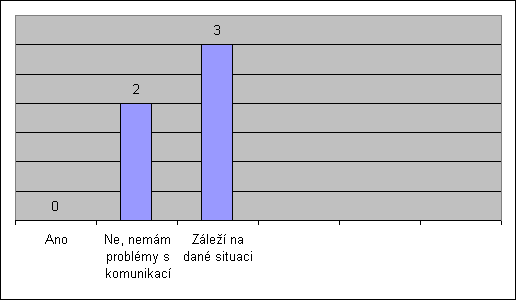 3
2
0
Ano
Ne, nemám
problémy s
komunikací
Záleží na
dané situaci